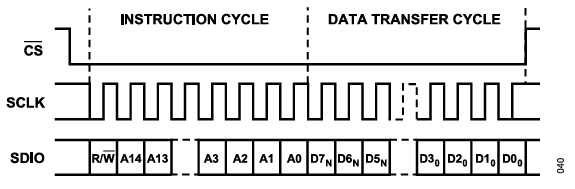 INSTRUCTION CYCLE DATA TRANSFER CYCLE
CS
SCLK
SDIO R/W A14 A13 A3 A2 A1 A0 D7N D6N D5N D30 D20 D10 D00
040